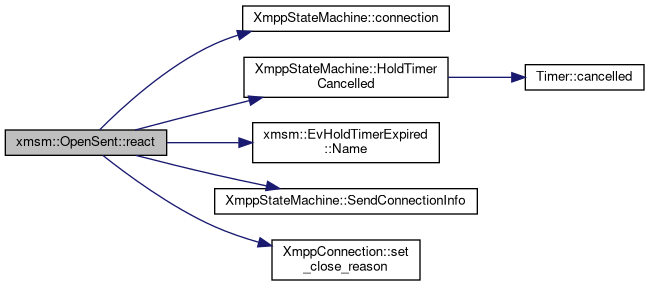 xmsm::OpenSent::react
XmppStateMachine::connection
XmppStateMachine::HoldTimer
Cancelled
Timer::cancelled
xmsm::EvHoldTimerExpired
::Name
XmppStateMachine::SendConnectionInfo
XmppConnection::set
_close_reason